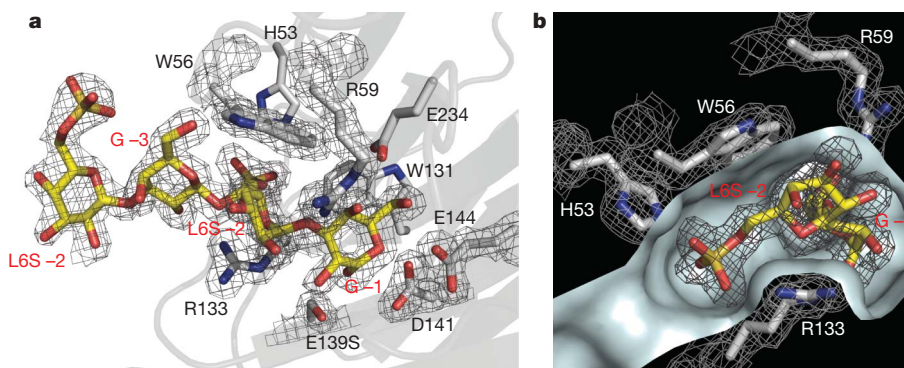 a
H53
W56
R59
E234
G –3
W131
L6S –2
E144
L6S –2
G –1
R133
D141
E139S
b
R59
W56
L6S –2
H53
G –
R133